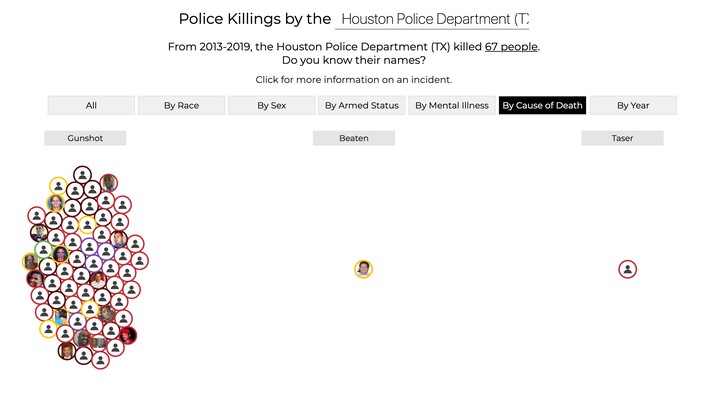 Police Killings by the Houston Police Department (T
From 2013-2019, the Houston Police Department (TX) killed 67 people.
Do you know their names?
Click for more information on an incident.
All By Race By Sex By Armed Status By Mental Illness By Cause of Death By Year
Gunshot Beaten Taser